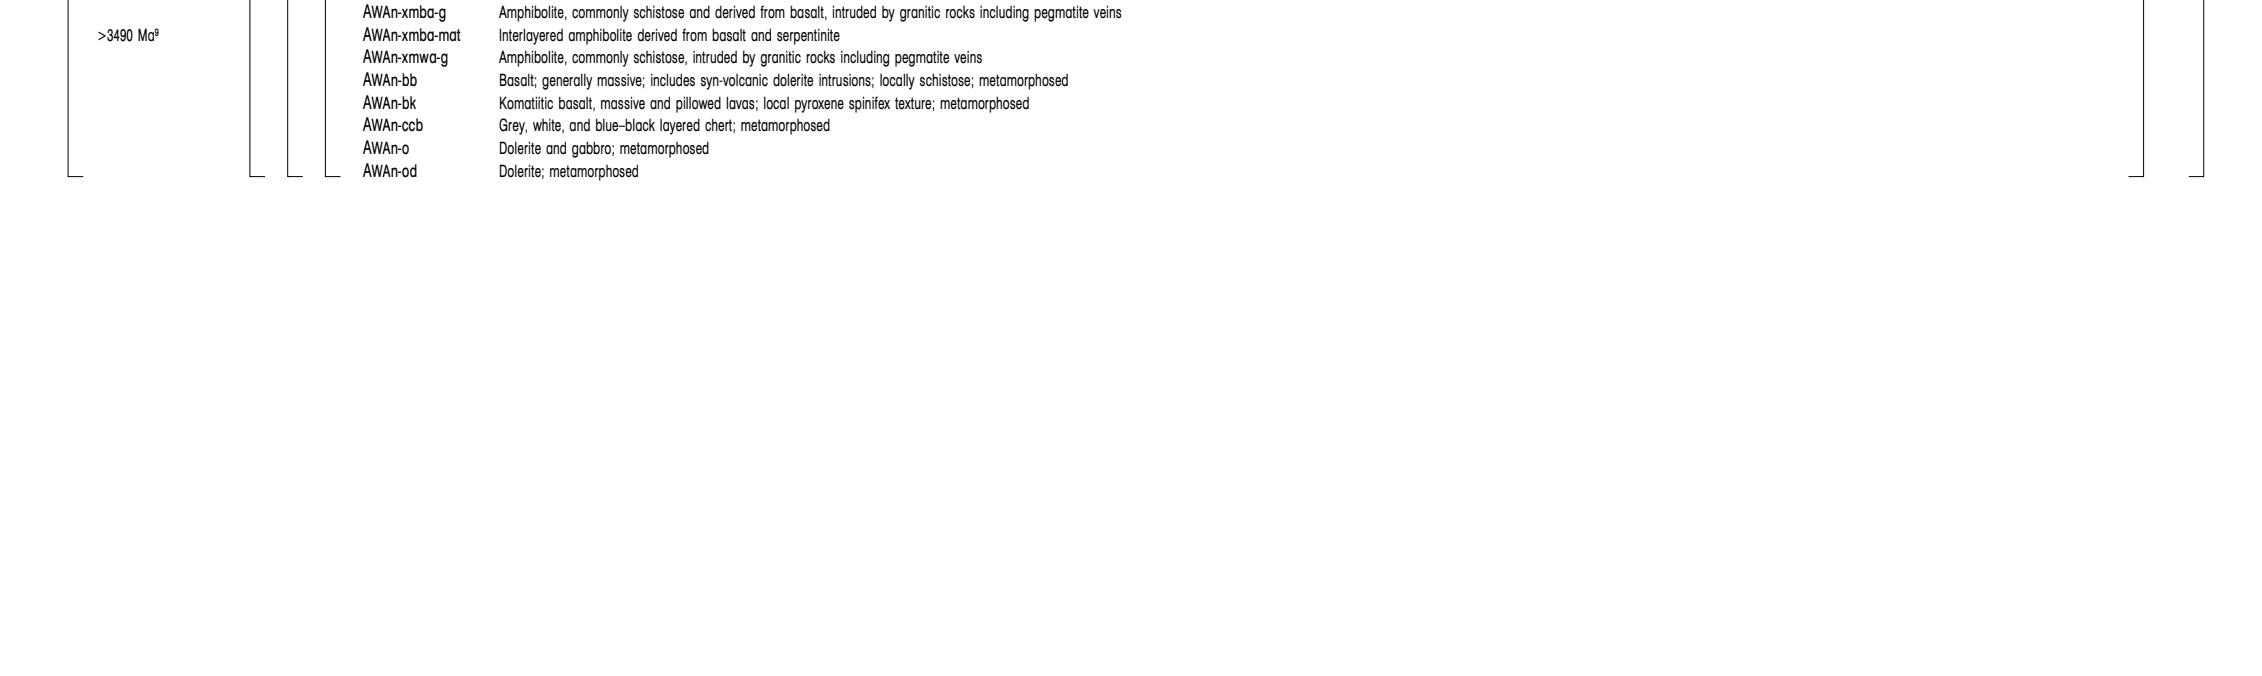 AWAn-xmba-g Amphibolite, commonly schistose and derived from basalt, intruded by granitic rocks including pegmatite veins
>3490 Ma⁹ AWAn-xmba-mat Interlayered amphibolite derived from basalt and serpentinite
AWAn-xmwa-g Amphibolite, commonly schistose, intruded by granitic rocks including pegmatite veins
AWAn-bb Basalt; generally massive; includes syn-volcanic dolerite intrusions; locally schistose; metamorphosed
AWAn-bk Komatiitic basalt, massive and pillowed lavas; local pyroxene spinifex texture; metamorphosed
AWAn-ccb Grey, white, and blue–black layered chert; metamorphosed
AWAn-o Dolerite and gabbro; metamorphosed
AWAn-od Dolerite; metamorphosed